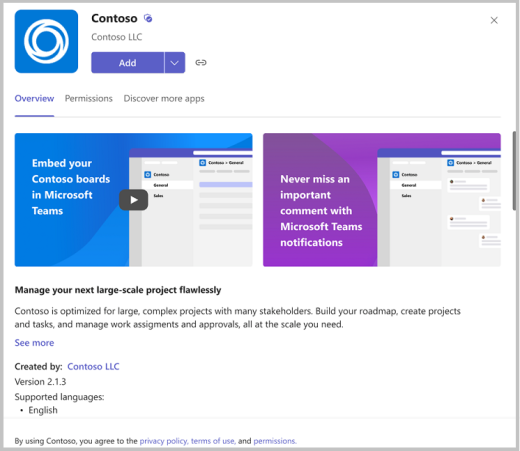 Contoso
Contoso LLC
Add
Overview
Permissions
Discover more apps
Embed your
Contoso boards
in Microsoft
Teams
Contoso
General
Sales
Contoso > General
Never miss an
important
comment with
Microsoft Teams
notifications
Contoso
General
Sales
Contoso > General
Manage your next large-scale project flawlessly
Contoso is optimized for large, complex projects with many stakeholders. Build your roadmap, create projects
and tasks, and manage work assigments and approvals, all at the scale you need.
See more
Created by: Contoso LLC
Version 2.1.3
Supported languages:
• English
By using Contoso, you agree to the privacy policy, terms of use, and permissions.